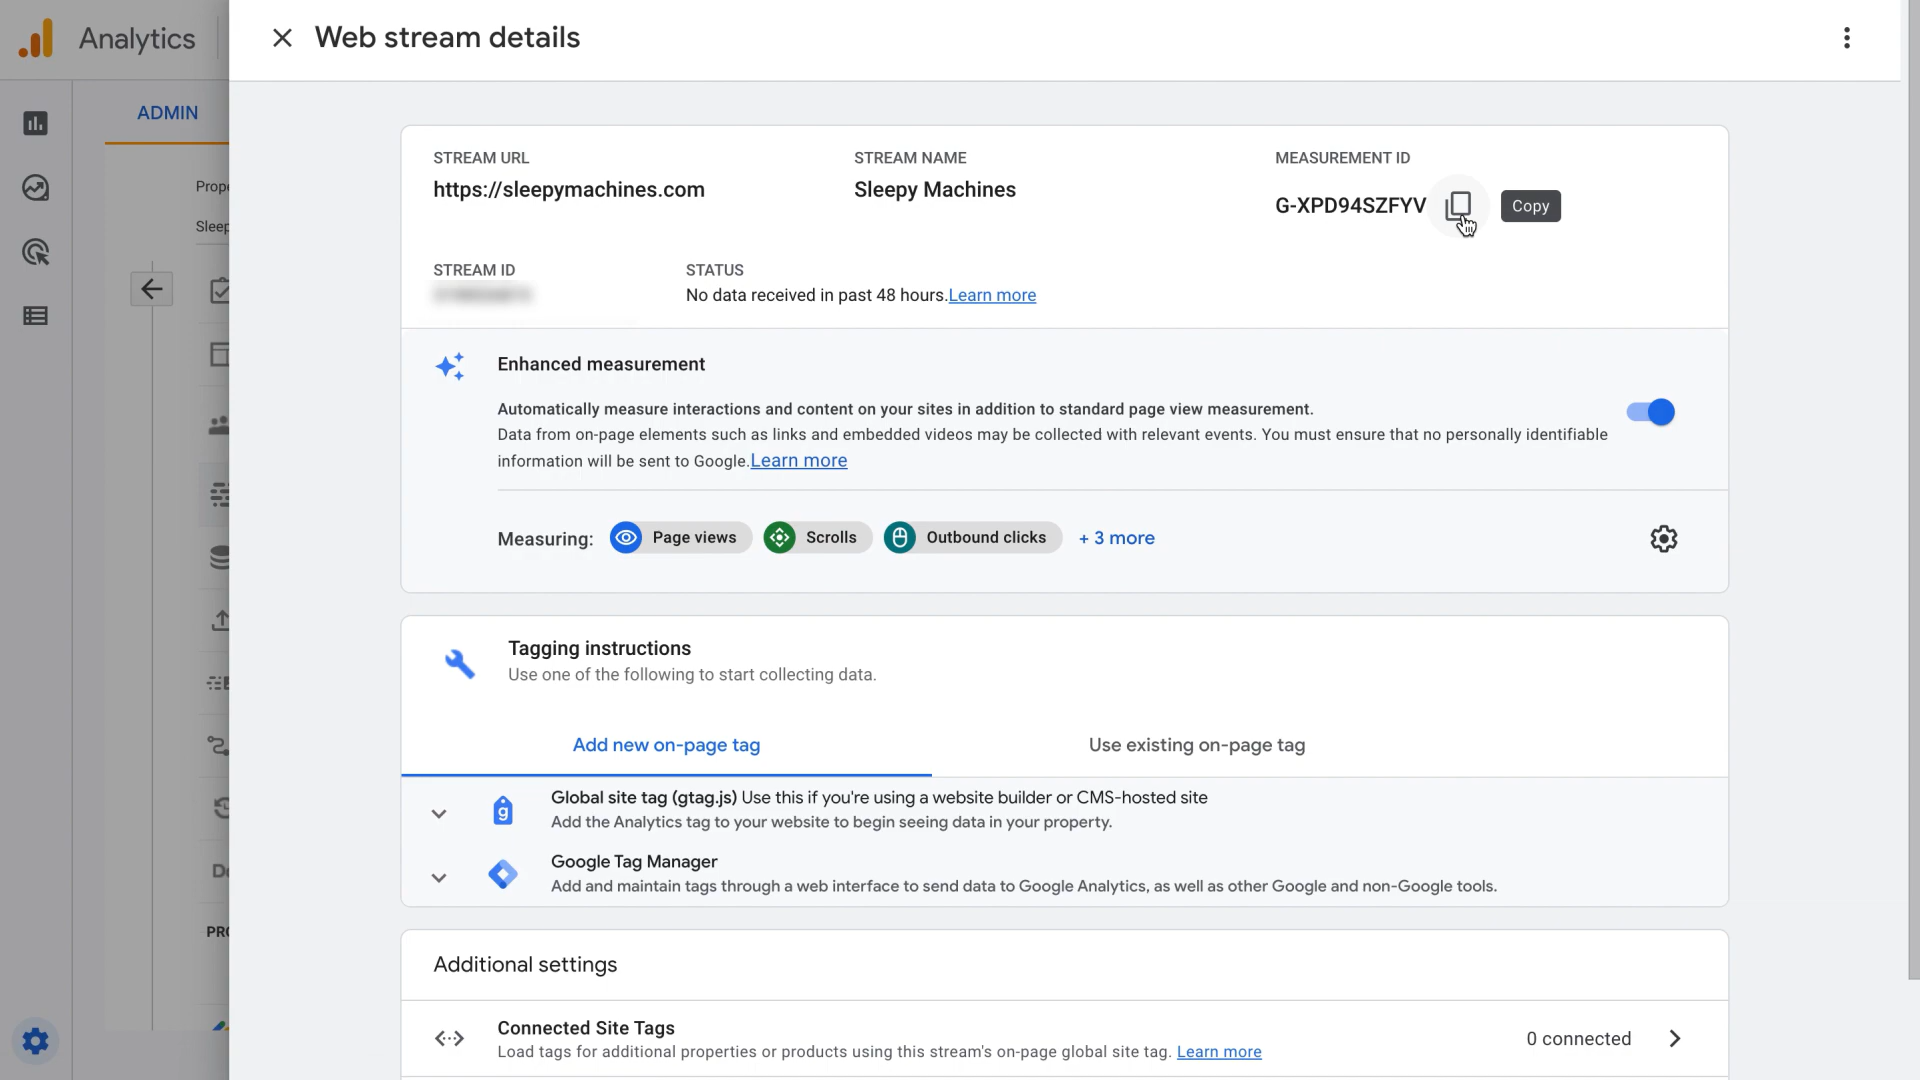 Analytics
Web stream details
ADMIN
STREAM URL
STREAM NAME
MEASUREMENT ID
https://sleepymachines.com
Sleepy Machines
G-XPD94SZFYV
Copy
STREAM ID
STATUS
No data received in past 48 hours.Learn more
Enhanced measurement
Automatically measure interactions and content on your sites in addition to standard page view measurement.
Data from on-page elements such as links and embedded videos may be collected with relevant events. You must ensure that no personally identifiable
information will be sent to Google.Learn more
Measuring:
Page views
Scrolls
Outbound clicks
+ 3 more
Tagging instructions
Use one of the following to start collecting data.
Add new on-page tag
Use existing on-page tag
Global site tag (gtag.js) Use this if you're using a website builder or CMS-hosted site
Add the Analytics tag to your website to begin seeing data in your property.
Google Tag Manager
Add and maintain tags through a web interface to send data to Google Analytics, as well as other Google and non-Google tools.
Additional settings
Connected Site Tags
0 connected
Load tags for additional properties or products using this stream's on-page global site tag. Learn more